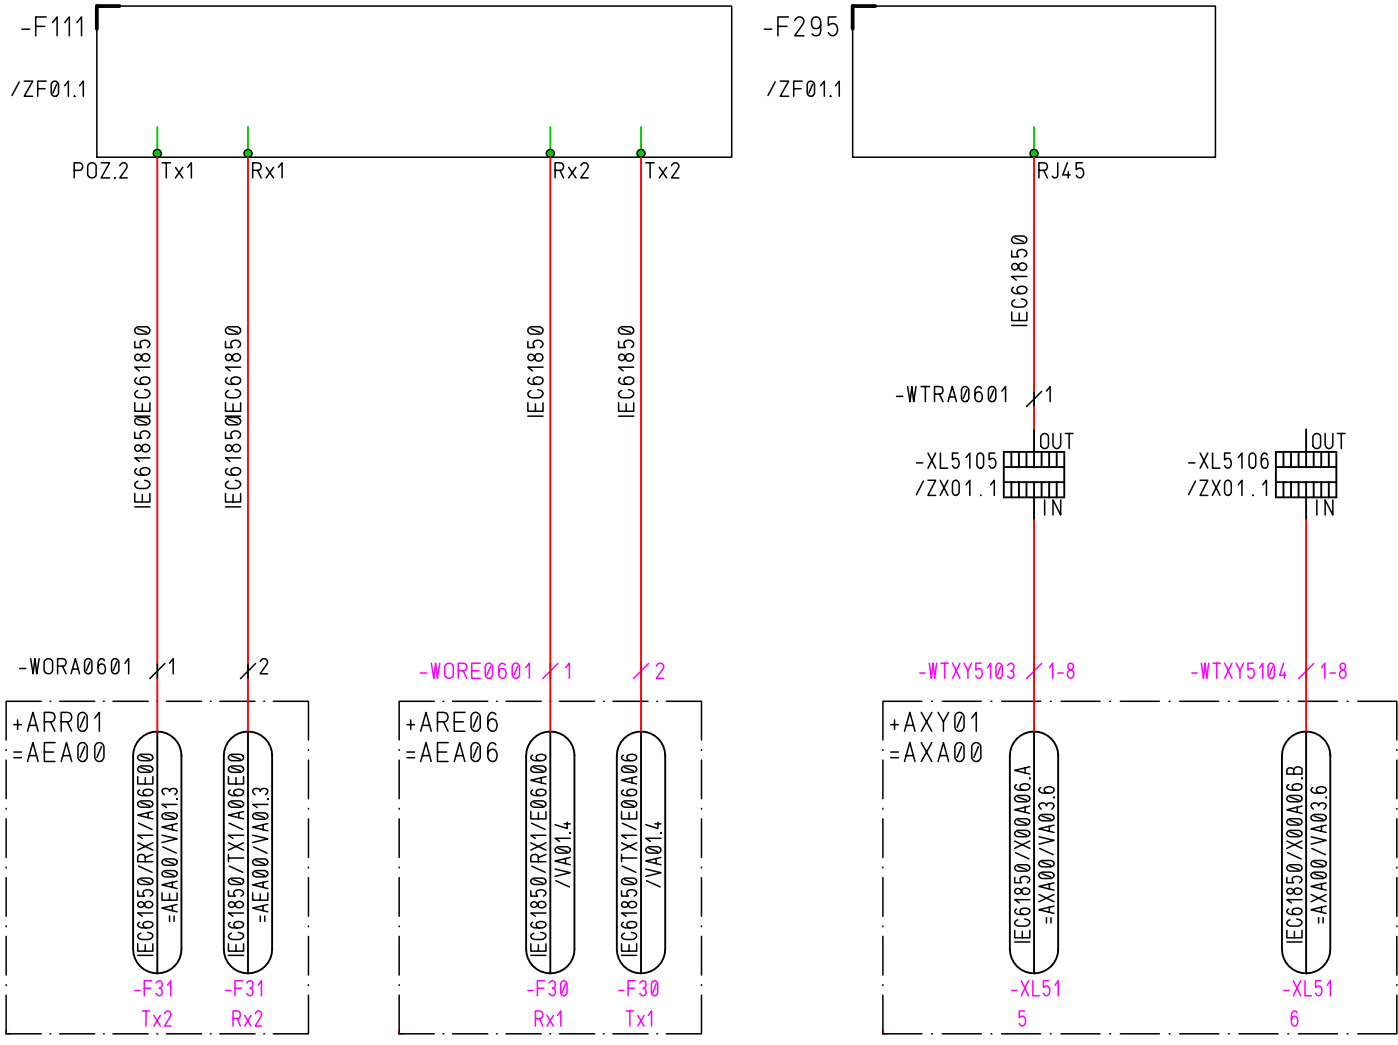 -F111
/ZF01.1
POZ.2
Tx1
Rx1
Rx2
Tx2
-F295
/ZF01.1
RJ45
IEC61850
IEC61850
IEC61850
IEC61850
IEC61850
IEC61850
IEC61850
-WTRA0601
1
OUT
-XL5105
/ZX01.1
IN
OUT
-XL5106
/ZX01.1
IN
-WORA0601
1
2
-WORE0601
1
2
-WTXY5103
1-8
-WTXY5104
1-8
+ARR01
=AEA00
IEC61850/RX1/A06E00
=AEA00/VA01.3
IEC61850/TX1/A06E00
=AEA00/VA01.3
-F31
Tx2
-F31
Rx2
+ARE06
=AEA06
IEC61850/RX1/E06A06
/VA01.4
IEC61850/TX1/E06A06
/VA01.4
-F30
Rx1
-F30
Tx1
+AXY01
=AXA00
IEC61850/X00A06.A
=AXA00/VA03.6
IEC61850/X00A06.B
=AXA00/VA03.6
-XL51
5
-XL51
6